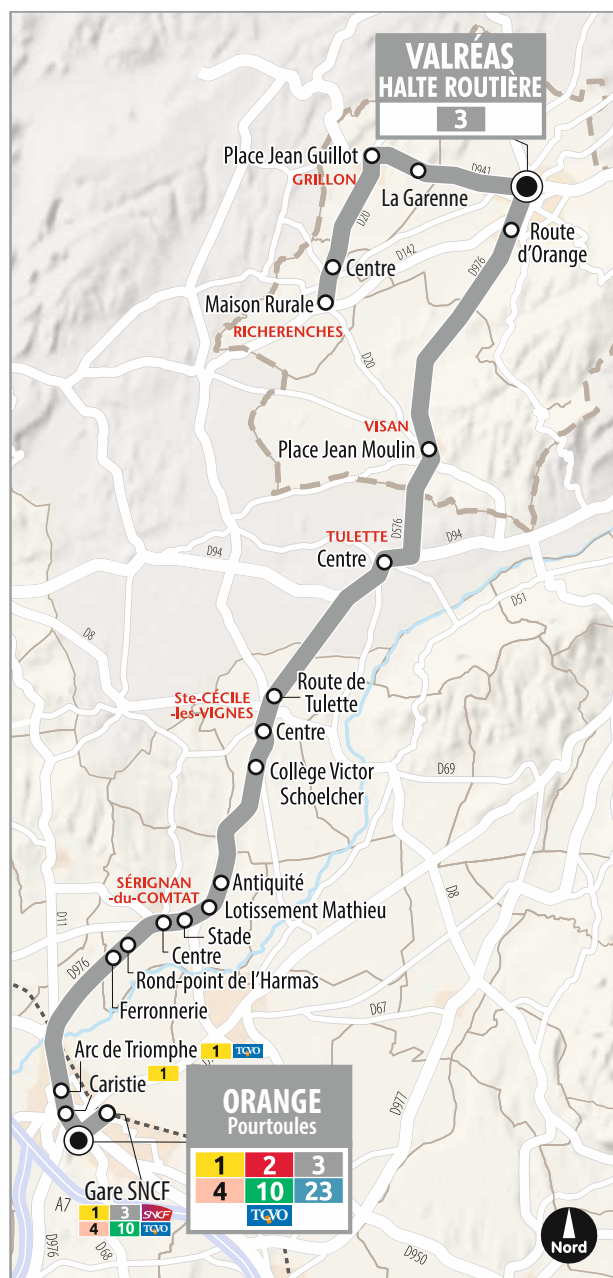 VALRÉAS
HALTE ROUTIÈRE
3
Place Jean Guillot
GRILLON
La Garenne
D941
Route
d'Orange
D20
D142
D976
Centre
Maison Rurale
RICHERENCHES
D20
VISAN
Place Jean Moulin
D576
TULETTE
Centre
D94
D94
D51
D8
Ste-CÉCILE
-les-VIGNES
Route de
Tulette
Centre
Collège Victor
Schoelcher
D69
D8
SÉRIGNAN
-du-COMTAT
Antiquité
Lotissement Mathieu
Stade
Centre
D11
D976
Rond-point de l'Harmas
Ferronnerie
D67
Arc de Triomphe 1 TCVO
Caristie 1
D977
ORANGE
Pourtoules
1 2 3
4 10 23
TCVO
Gare SNCF
1 3 SNCF
4 10 TCVO
A7
D976
D68
D950
Nord